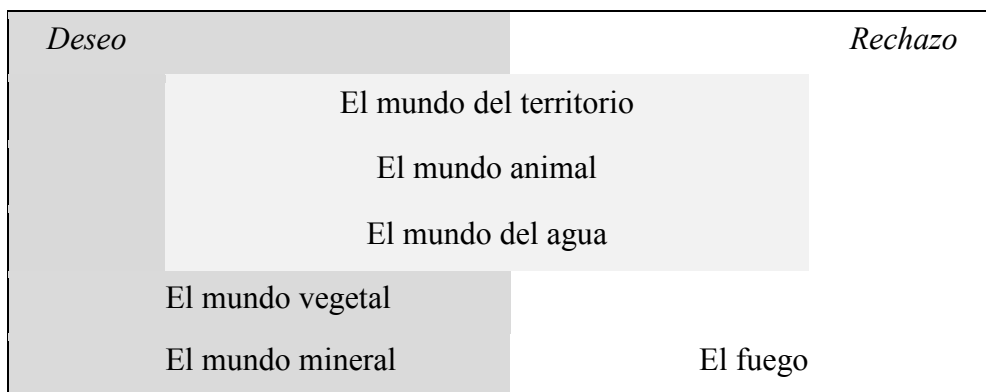 Deseo Rechazo
El mundo del territorio
El mundo animal
El mundo del agua
El mundo vegetal
El mundo mineral El fuego